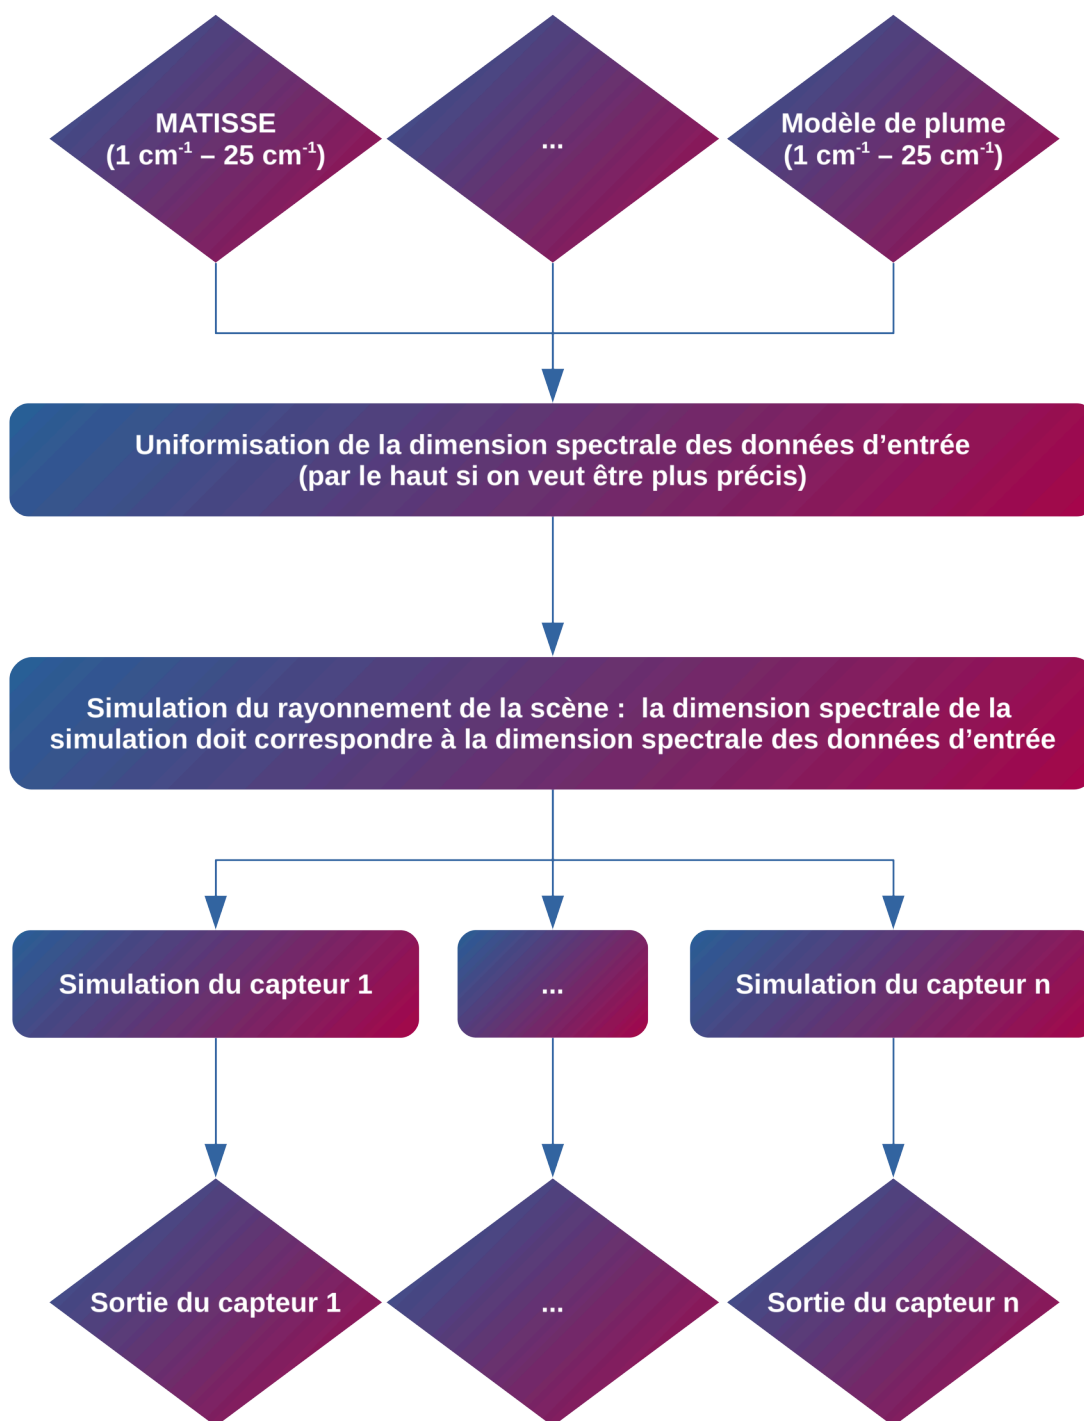 MATISSE
(1 cm⁻¹ – 25 cm⁻¹)
...
Modèle de plume
(1 cm⁻¹ – 25 cm⁻¹)
Uniformisation de la dimension spectrale des données d’entrée
(par le haut si on veut être plus précis)
Simulation du rayonnement de la scène :  la dimension spectrale de la
simulation doit correspondre à la dimension spectrale des données d’entrée
Simulation du capteur 1
...
Simulation du capteur n
Sortie du capteur 1
...
Sortie du capteur n